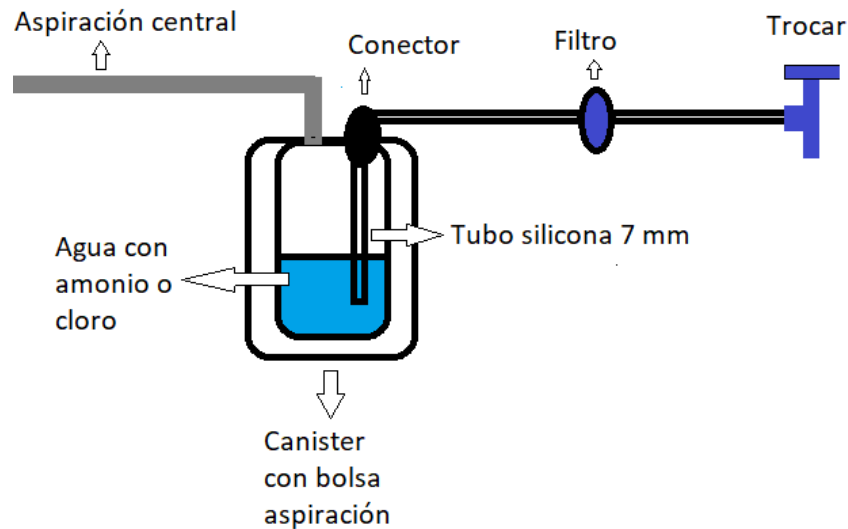 Aspiración central
Conector
Filtro
Trocar
Tubo silicona 7 mm
Agua con
amonio o
cloro
Canister
con bolsa
aspiración